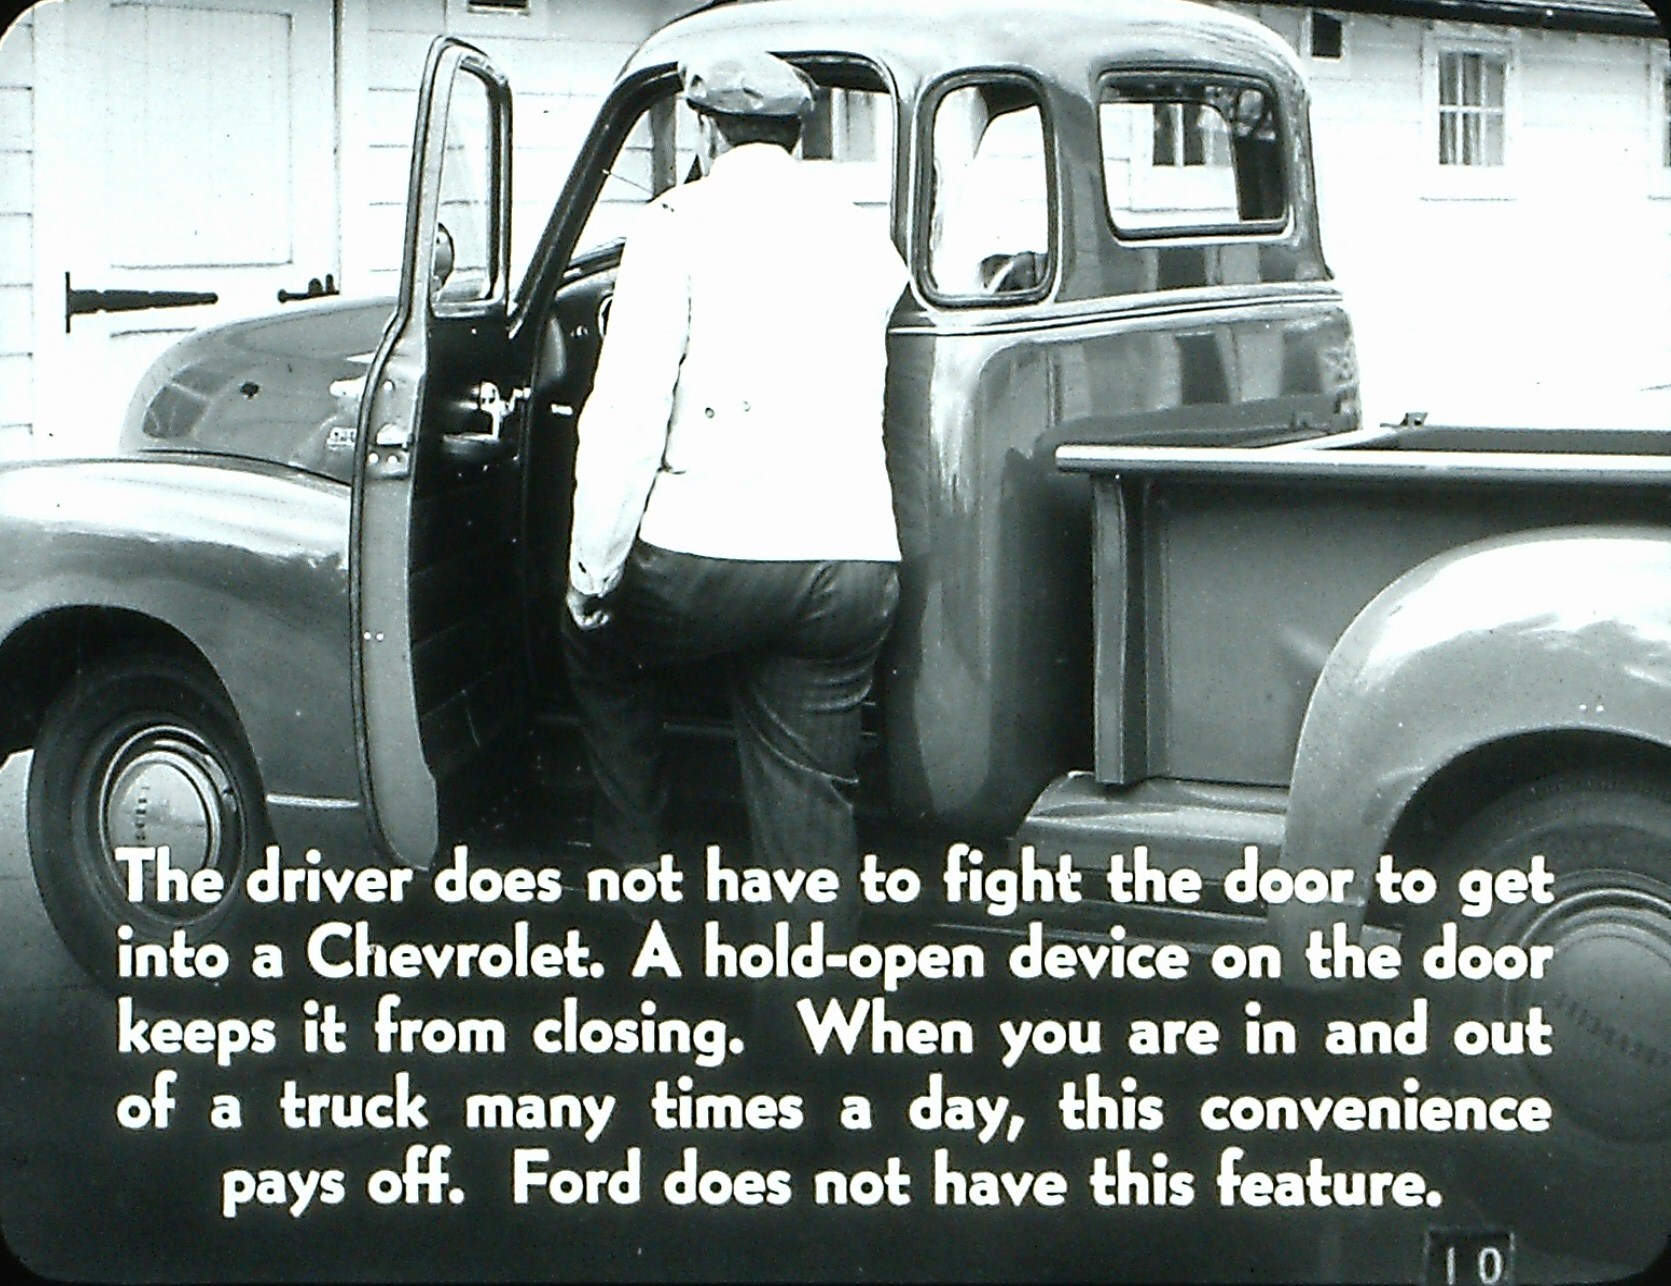 The driver does not have to fight the door to get
into a Chevrolet. A hold-open device on the door
keeps it from closing. When you are in and out
of a truck many times a day, this convenience
pays off. Ford does not have this feature.
10